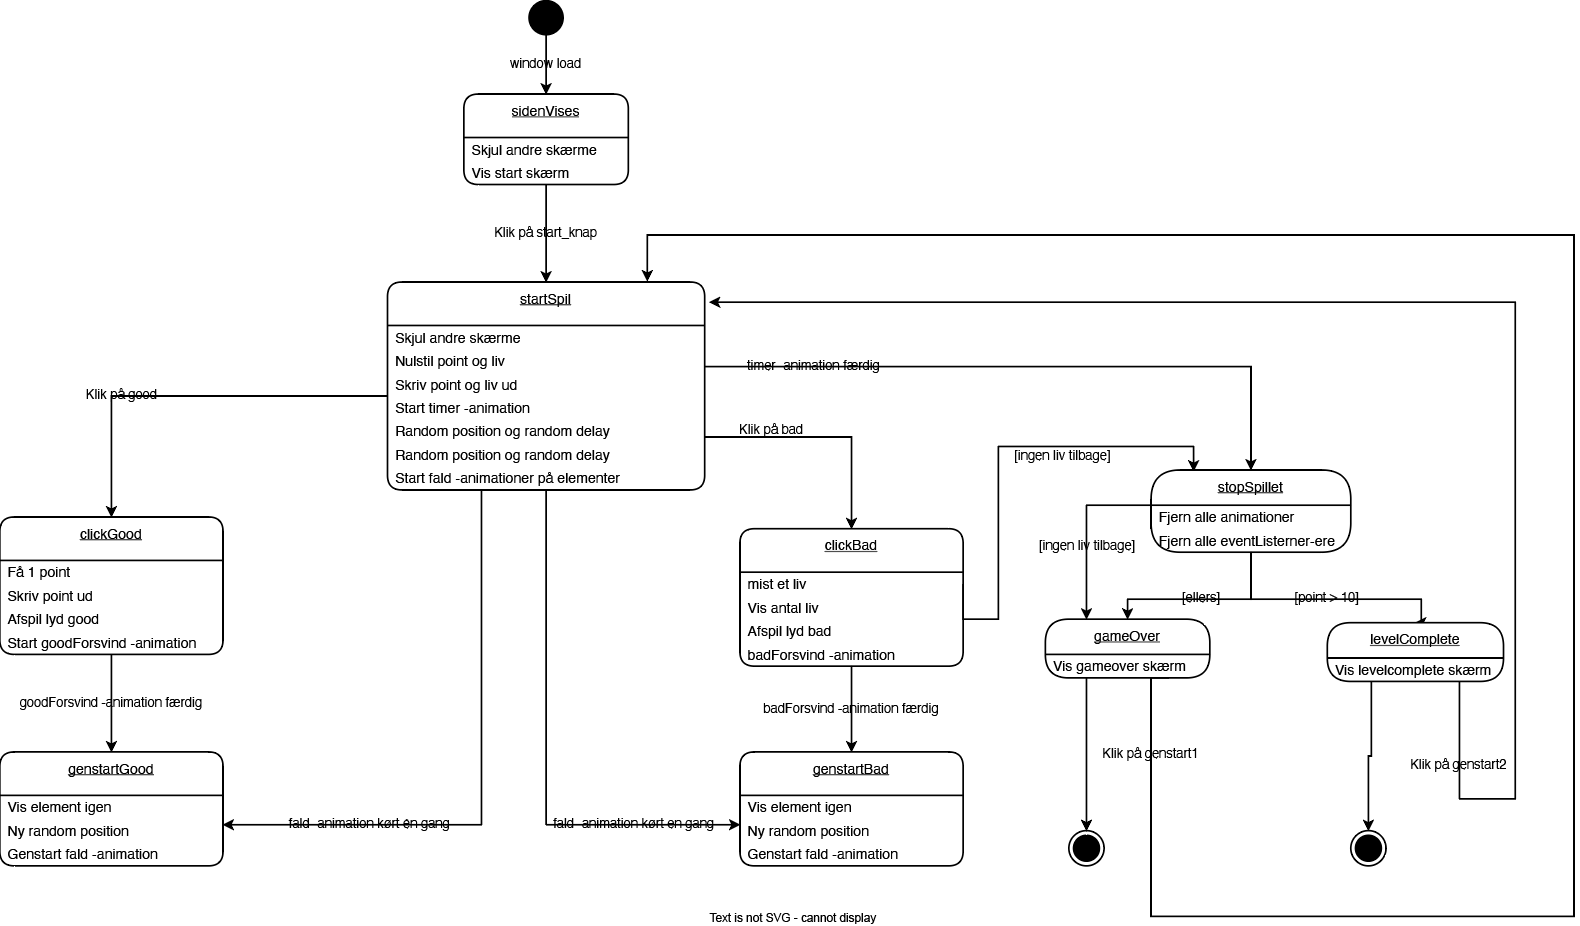 window load
sidenVises
Skjul andre skærme
Vis start skærm
Klik på start_knap
startSpil
Skjul andre skærme
Nulstil point og liv
Skriv point og liv ud
Start timer -animation
Random position og random delay
Random position og random delay
Start fald -animationer på elementer
timer -animation færdig
Klik på good
Klik på bad
[ingen liv tilbage]
stopSpillet
Fjern alle animationer
Fjern alle eventListerner-ere
clickGood
Få 1 point
Skriv point ud
Afspil lyd good
Start goodForsvind -animation
clickBad
mist et liv
Vis antal liv
Afspil lyd bad
badForsvind -animation
[ingen liv tilbage]
[ellers]
[point > 10]
gameOver
Vis gameover skærm
levelComplete
Vis levelcomplete skærm
goodForsvind -animation færdig
badForsvind -animation færdig
Klik på genstart1
Klik på genstart2
genstartGood
Vis element igen
Ny random position
Genstart fald -animation
fald -animation kørt én gang
fald -animation kørt en gang
genstartBad
Vis element igen
Ny random position
Genstart fald -animation
Text is not SVG - cannot display